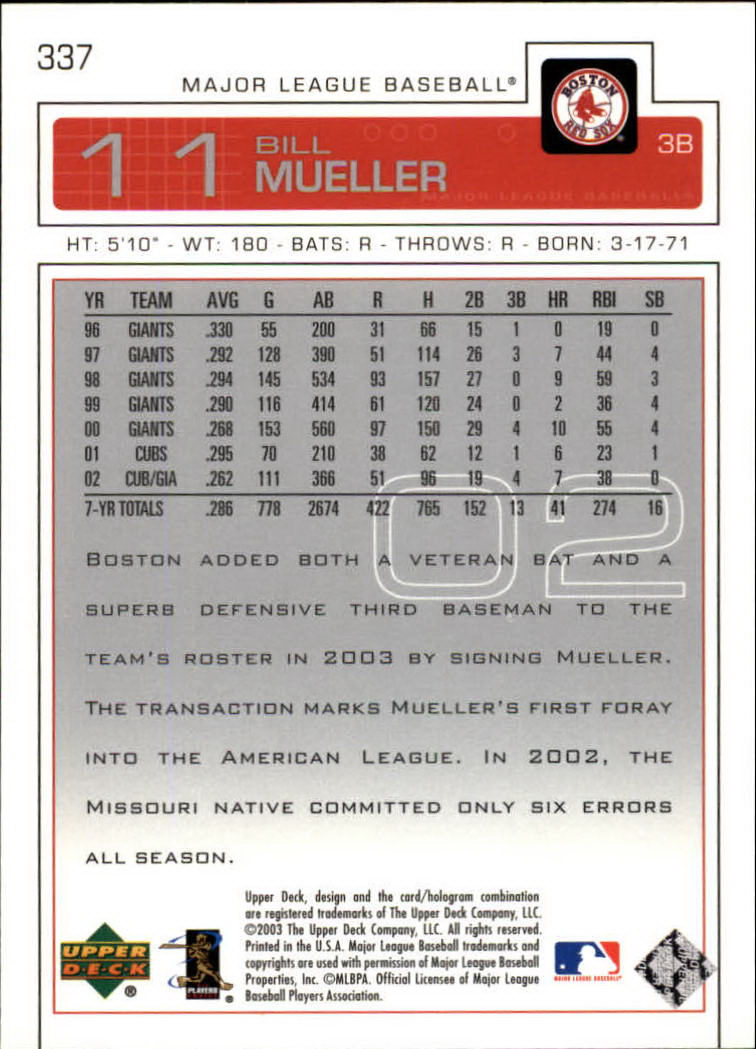 337
MAJOR LEAGUE BASEBALL®
BOSTON
RED SOX
11
BILL
MUELLER
3B
MAJOR LEAGUE BASEBALL
HT: 5'10" - WT: 180 - BATS: R - THROWS: R - BORN: 3-17-71
YR TEAM AVG G AB R H 2B 3B HR RBI SB
96 GIANTS .330 55 200 31 66 15 1 0 19 0
97 GIANTS .292 128 390 51 114 26 3 7 44 4
98 GIANTS .294 145 534 93 157 27 0 9 59 3
99 GIANTS .290 116 414 61 120 24 0 2 36 4
00 GIANTS .268 153 560 97 150 29 4 10 55 4
01 CUBS .295 70 210 38 62 12 1 6 23 1
02 CUB/GIA .262 111 366 51 96 19 4 7 38 0
7-YR TOTALS .286 778 2674 422 765 152 13 41 274 16
02
BOSTON ADDED BOTH A VETERAN BAT AND A
SUPERB DEFENSIVE THIRD BASEMAN TO THE
TEAM'S ROSTER IN 2003 BY SIGNING MUELLER.
THE TRANSACTION MARKS MUELLER'S FIRST FORAY
INTO THE AMERICAN LEAGUE. IN 2002, THE
MISSOURI NATIVE COMMITTED ONLY SIX ERRORS
ALL SEASON.
Upper Deck, design and the card/hologram combination
are registered trademarks of The Upper Deck Company, LLC.
©2003 The Upper Deck Company, LLC. All rights reserved.
Printed in the U.S.A. Major League Baseball trademarks and
copyrights are used with permission of Major League Baseball
Properties, Inc. ©MLBPA. Official Licensee of Major League
Baseball Players Association.
UPPER
D·E·C·K
®
PLAYERS
CHOICE
®
MAJOR LEAGUE BASEBALL